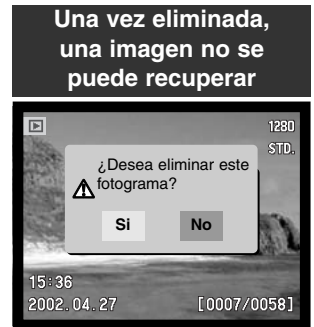 Una vez eliminada,
una imagen no se
puede recuperar
1280
STD.
¿Desea eliminar este
fotograma?
Si No
15:36
2002.04.27 [0007/0058]